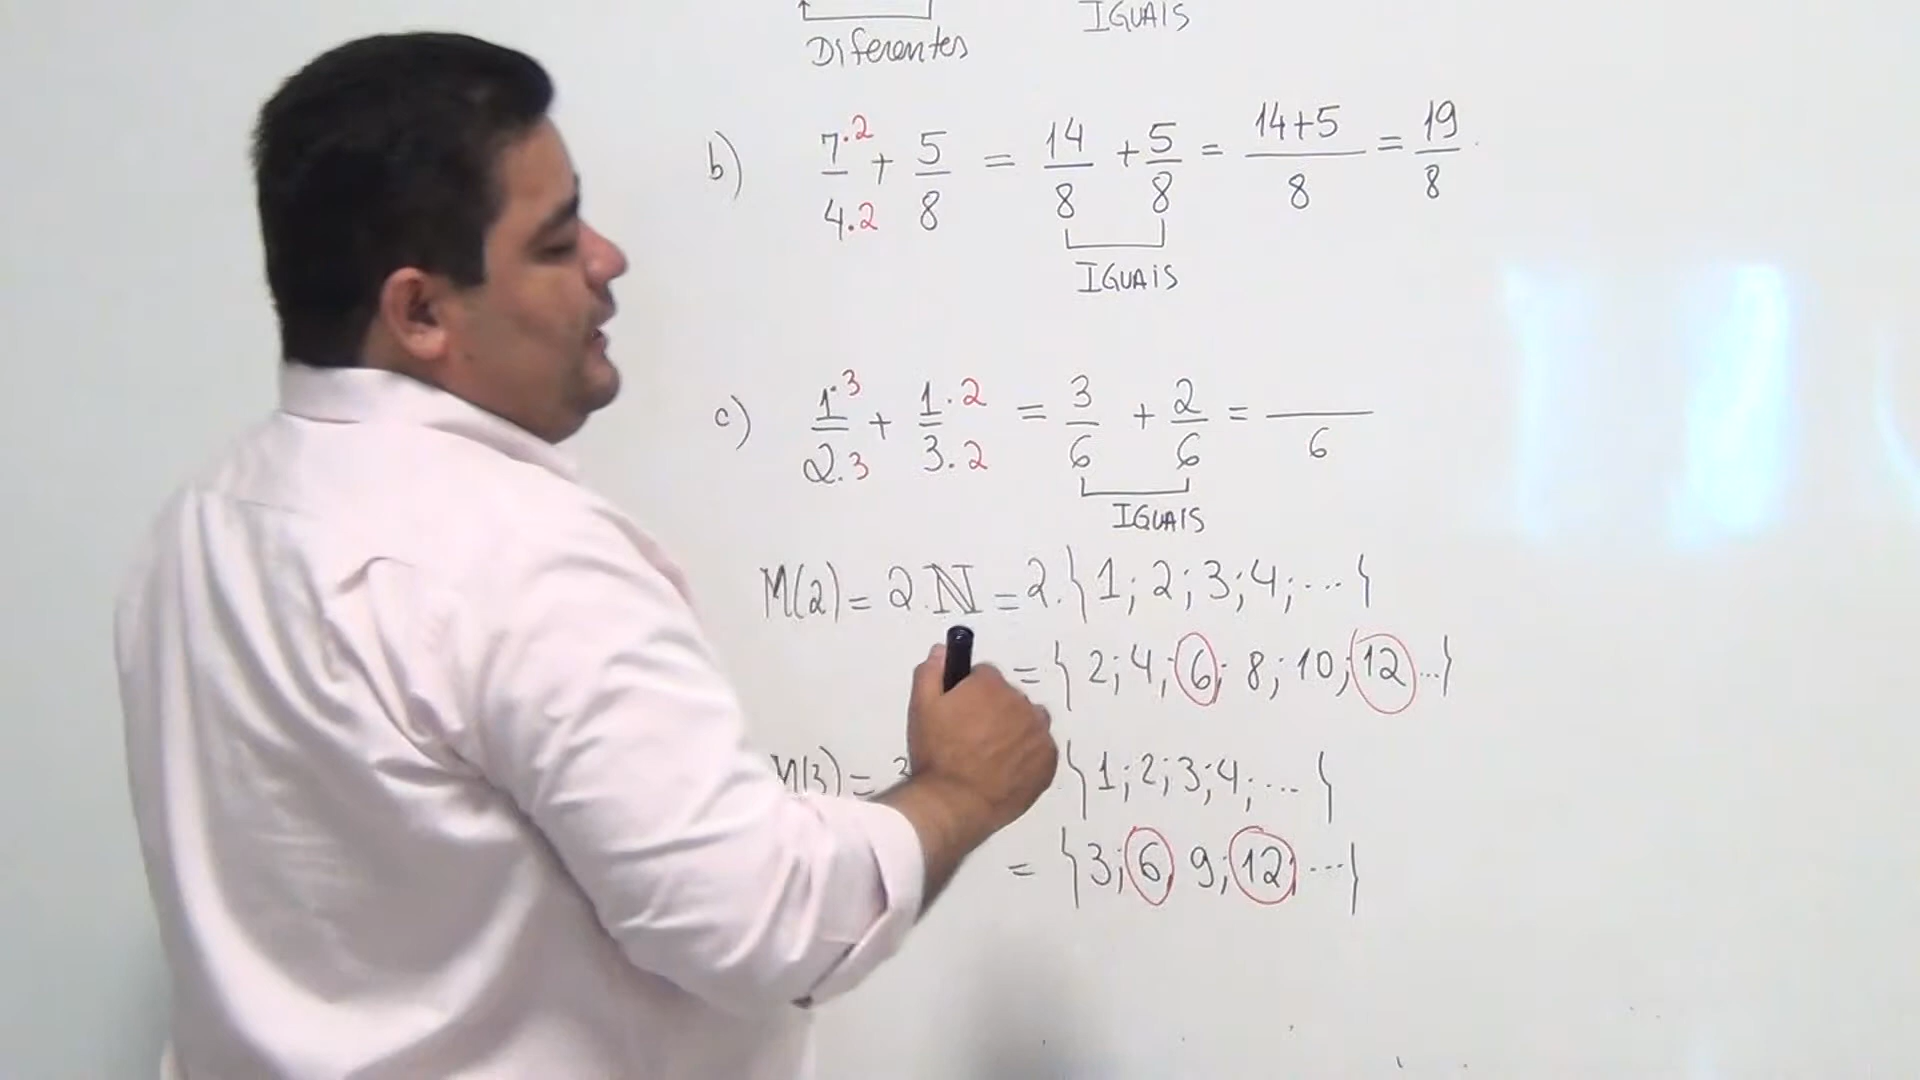 Diferentes IGUAIS
b) 7·2/4·2 + 5/8 = 14/8 + 5/8 = 14+5/8 = 19/8
IGUAIS
c) 1·3/2·3 + 1·2/3·2 = 3/6 + 2/6 = /6
IGUAIS
M(2) = 2.N = 2.{1; 2; 3; 4; ...}
= {2; 4; 6; 8; 10; 12 ...}
M(3) = 3 {1; 2; 3; 4; ...}
= {3; 6 9; 12; ...}